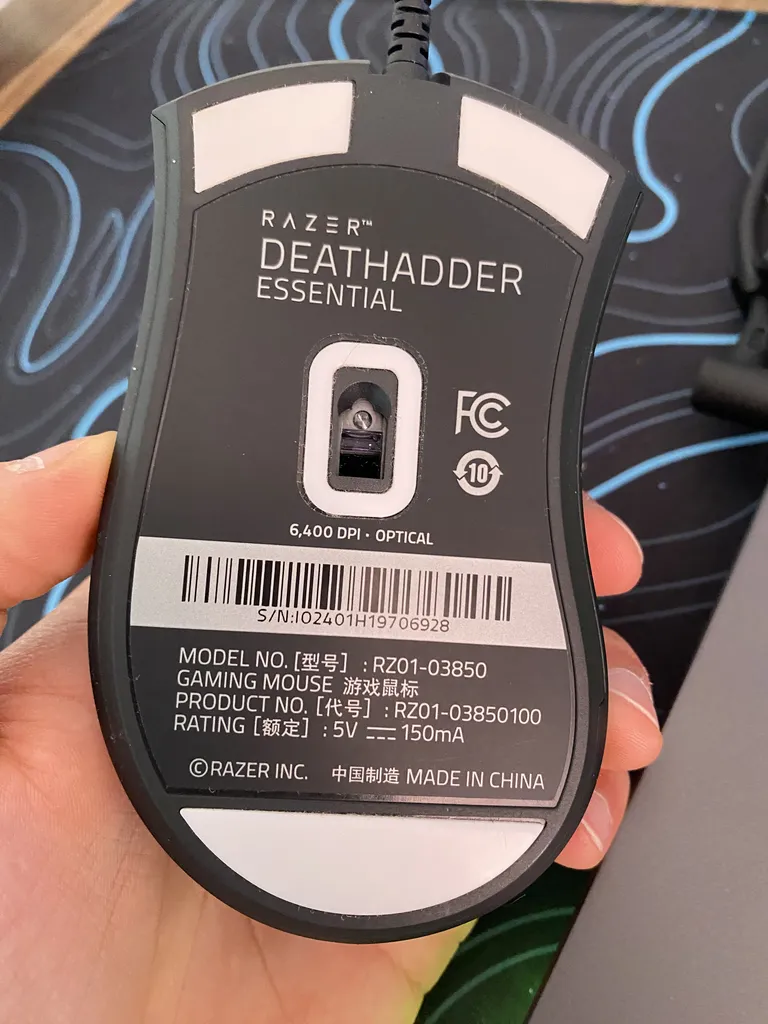 RAZER™
DEATHADDER
ESSENTIAL
FC
10
6,400 DPI · OPTICAL
S/N:IO2401H19706928
MODEL NO. [型号] : RZ01-03850
GAMING MOUSE 游戏鼠标
PRODUCT NO. [代号] : RZ01-03850100
RATING [额定] : 5V ⎓ 150mA
©RAZER INC. 中国制造 MADE IN CHINA